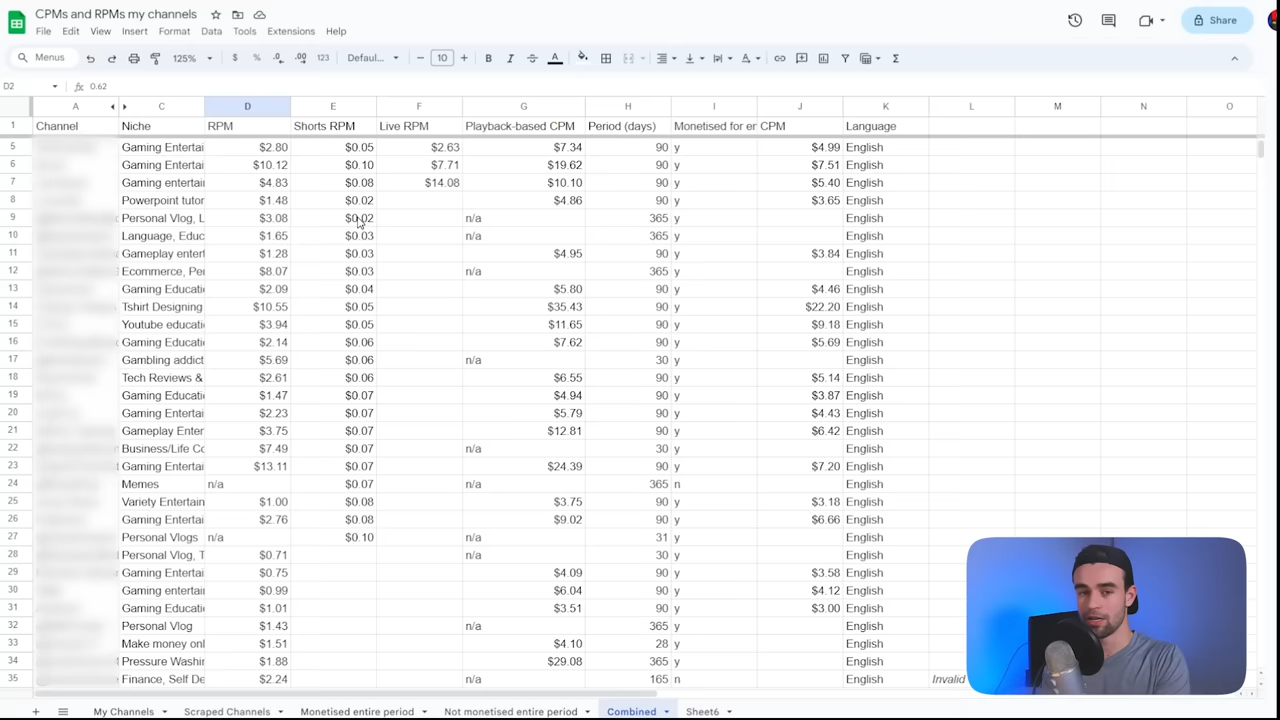 CPMs and RPMs my channels
Share
File Edit View Insert Format Data Tools Extensions Help
Menus 125% $ % .0 .00 123 Defaul... 10 B I A Σ
D2 fx 0.62
A C D E F G H I J K L M N O
1 Channel Niche RPM Shorts RPM Live RPM Playback-based CPM Period (days) Monetised for er CPM Language
5 Gaming Entertai $2.80 $0.05 $2.63 $7.34 90 y $4.99 English
6 Gaming Entertai $10.12 $0.10 $7.71 $19.62 90 y $7.51 English
7 Gaming entertain $4.83 $0.08 $14.08 $10.10 90 y $5.40 English
8 Powerpoint tutor $1.48 $0.02 $4.86 90 y $3.65 English
9 Personal Vlog, L $3.08 $0.02 n/a 365 y English
10 Language, Educ $1.65 $0.03 n/a 365 y English
11 Gameplay entert $1.28 $0.03 $4.95 90 y $3.84 English
12 Ecommerce, Per $8.07 $0.03 n/a 365 y English
13 Gaming Educati $2.09 $0.04 $5.80 90 y $4.46 English
14 Tshirt Designing $10.55 $0.05 $35.43 90 y $22.20 English
15 Youtube educati $3.94 $0.05 $11.65 90 y $9.18 English
16 Gaming Educati $2.14 $0.06 $7.62 90 y $5.69 English
17 Gambling addict $5.69 $0.06 n/a 30 y English
18 Tech Reviews & $2.61 $0.06 $6.55 90 y $5.14 English
19 Gaming Educati $1.47 $0.07 $4.94 90 y $3.87 English
20 Gaming Entertai $2.23 $0.07 $5.79 90 y $4.43 English
21 Gameplay Enter $3.75 $0.07 $12.81 90 y $6.42 English
22 Business/Life Co $7.49 $0.07 n/a 30 y English
23 Gaming Entertai $13.11 $0.07 $24.39 90 y $7.20 English
24 Memes n/a $0.07 n/a 365 n English
25 Variety Entertain $1.00 $0.08 $3.75 90 y $3.18 English
26 Gaming Entertai $2.76 $0.08 $9.02 90 y $6.66 English
27 Personal Vlogs n/a $0.10 n/a 31 y English
28 Personal Vlog, T $0.71 n/a 30 y English
29 Gaming Entertai $0.75 $4.09 90 y $3.58 English
30 Gaming entertai $0.99 $6.04 90 y $4.12 English
31 Gaming Educati $1.01 $3.51 90 y $3.00 English
32 Personal Vlog $1.43 n/a 365 y English
33 Make money onl $1.51 $4.10 28 y English
34 Pressure Washin $1.88 $29.08 365 y English
35 Finance, Self De $2.24 n/a 165 n English Invalid
My Channels Scraped Channels Monetised entire period Not monetised entire period Combined Sheet6